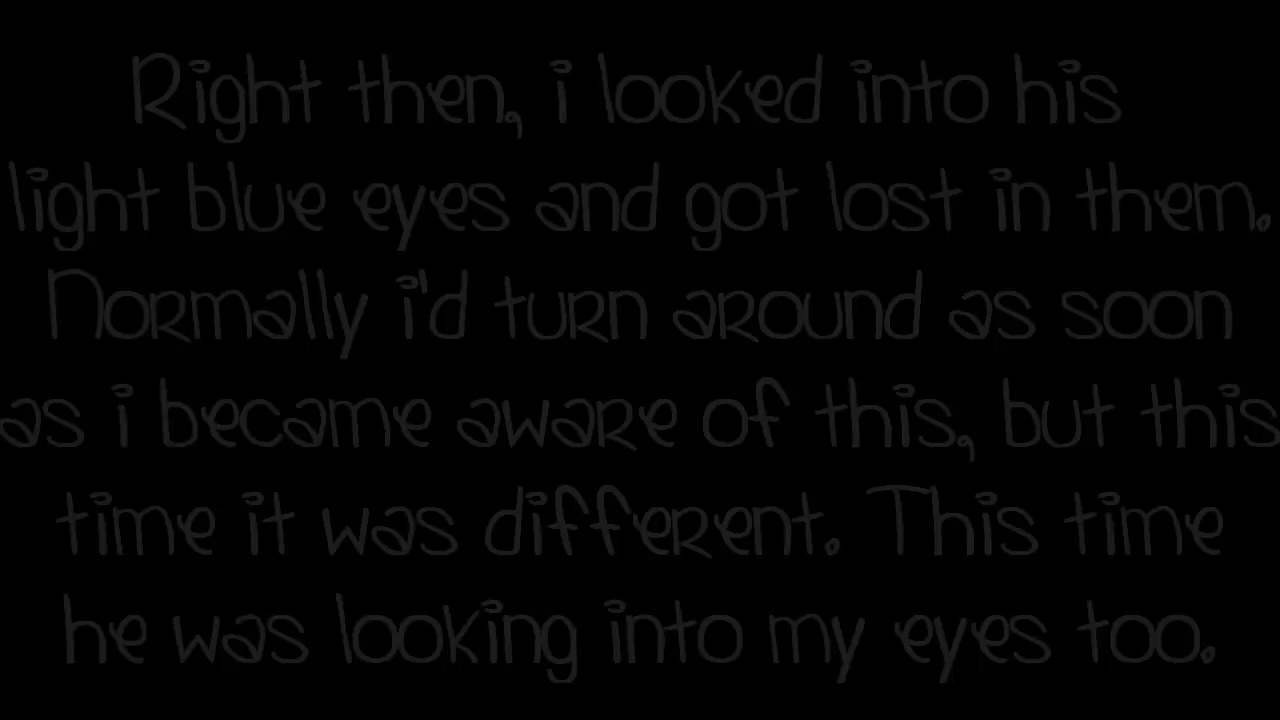 Right then, i looked into his
light blue eyes and got lost in them.
Normally i'd turn around as soon
as i became aware of this, but this
time it was different. This time
he was looking into my eyes too.